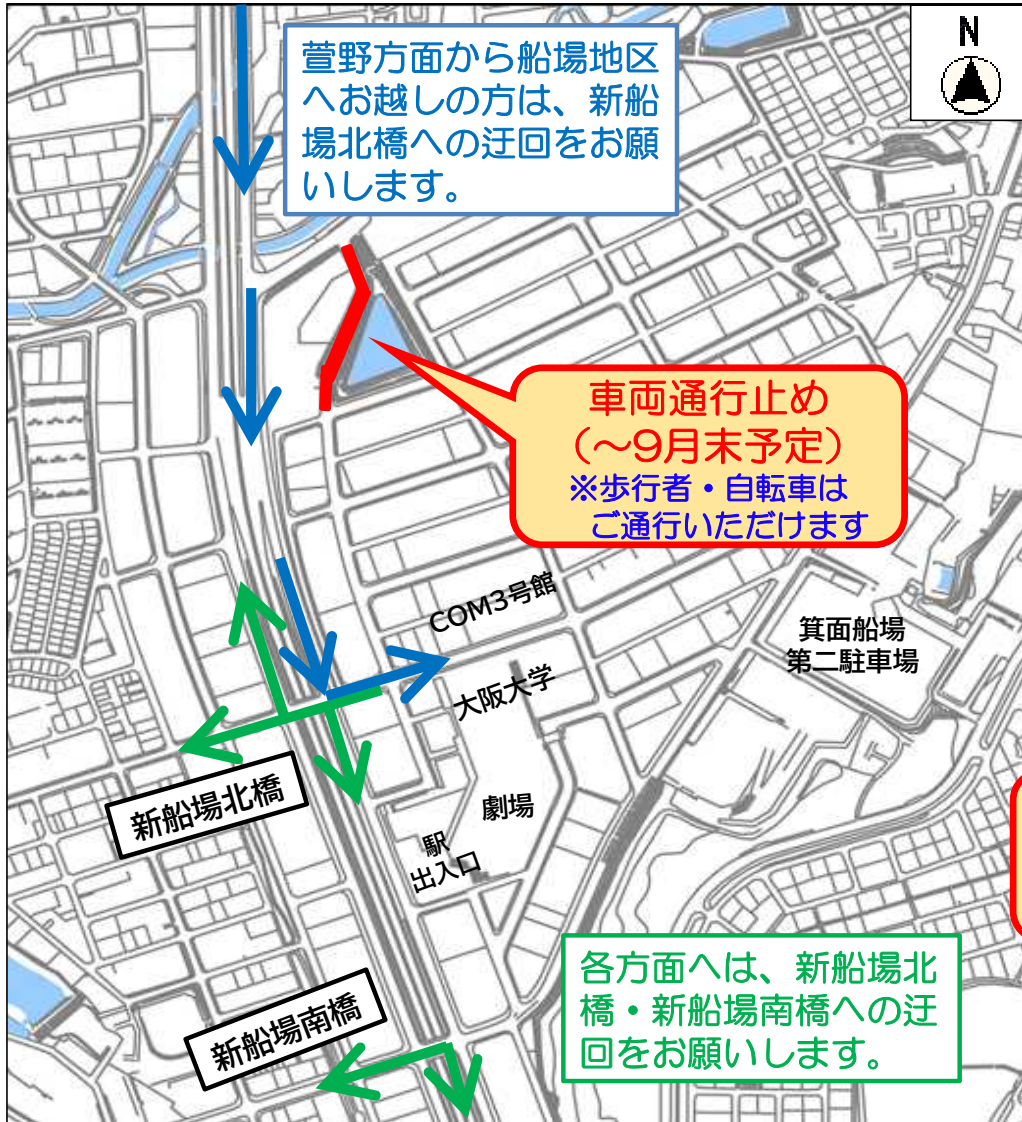 N
萱野方面から船場地区
へお越しの方は、新船
場北橋への迂回をお願
いします。
車両通行止め
（～9月末予定）
※歩行者・自転車は
ご通行いただけます
COM3号館
箕面船場
第二駐車場
大阪大学
新船場北橋
劇場
駅
出入口
新船場南橋
各方面へは、新船場北
橋・新船場南橋への迂
回をお願いします。